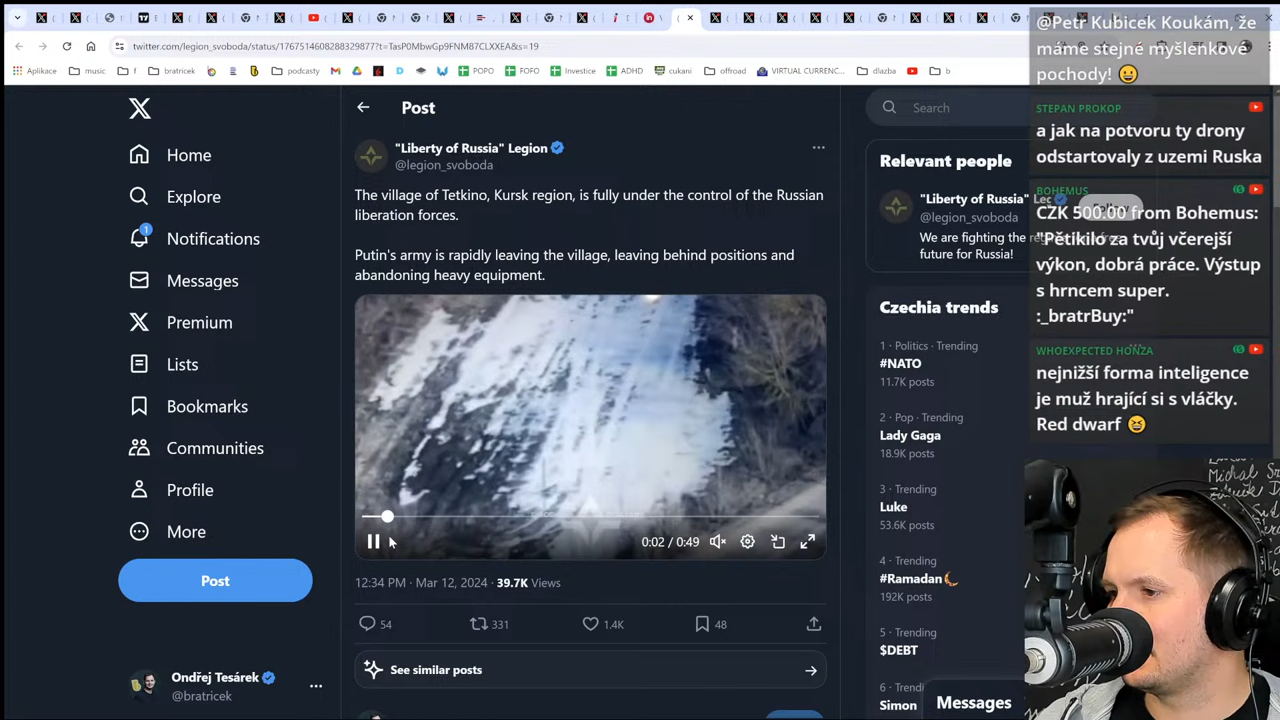 twitter.com/legion_svoboda/status/1767514608288329877?t=TasP0MbwGp9FNM87CLXXEA&s=19
Aplikace
music
f
bratricek
podcasty
POPO
FOFO
Investice
ADHD
cukani
offroad
VIRTUAL CURRENC...
dlazba
b
Home
Explore
1
Notifications
Messages
Premium
Lists
Bookmarks
Communities
Profile
More
Post
Ondřej Tesárek
@bratricek
Post
"Liberty of Russia" Legion
@legion_svoboda
The village of Tetkino, Kursk region, is fully under the control of the Russian
liberation forces.
Putin's army is rapidly leaving the village, leaving behind positions and
abandoning heavy equipment.
0:02 / 0:49
12:34 PM · Mar 12, 2024 · 39.7K Views
54
331
1.4K
48
See similar posts
Search
Relevant people
"Liberty of Russia" Leg
@legion_svoboda
We are fighting the
future for Russia!
Czechia trends
1 · Politics · Trending
#NATO
11.7K posts
2 · Pop · Trending
Lady Gaga
18.9K posts
3 · Trending
Luke
53.6K posts
4 · Trending
#Ramadan
192K posts
5 · Trending
$DEBT
6 · Trendi
Simon
Messages
@Petr Kubicek Koukám, že
máme stejné myšlenkové
pochody! 😀
STEPAN PROKOP
a jak na potvoru ty drony
odstartovaly z uzemi Ruska
BOHEMUS
CZK 500.00 from Bohemus:
"Pětikilo za tvůj včerejší
výkon, dobrá práce. Výstup
s hrncem super.
:_bratrBuy:"
WHOEXPECTED HONZA
nejnižší forma inteligence
je muž hrající si s vláčky.
Red dwarf 😆
Michal